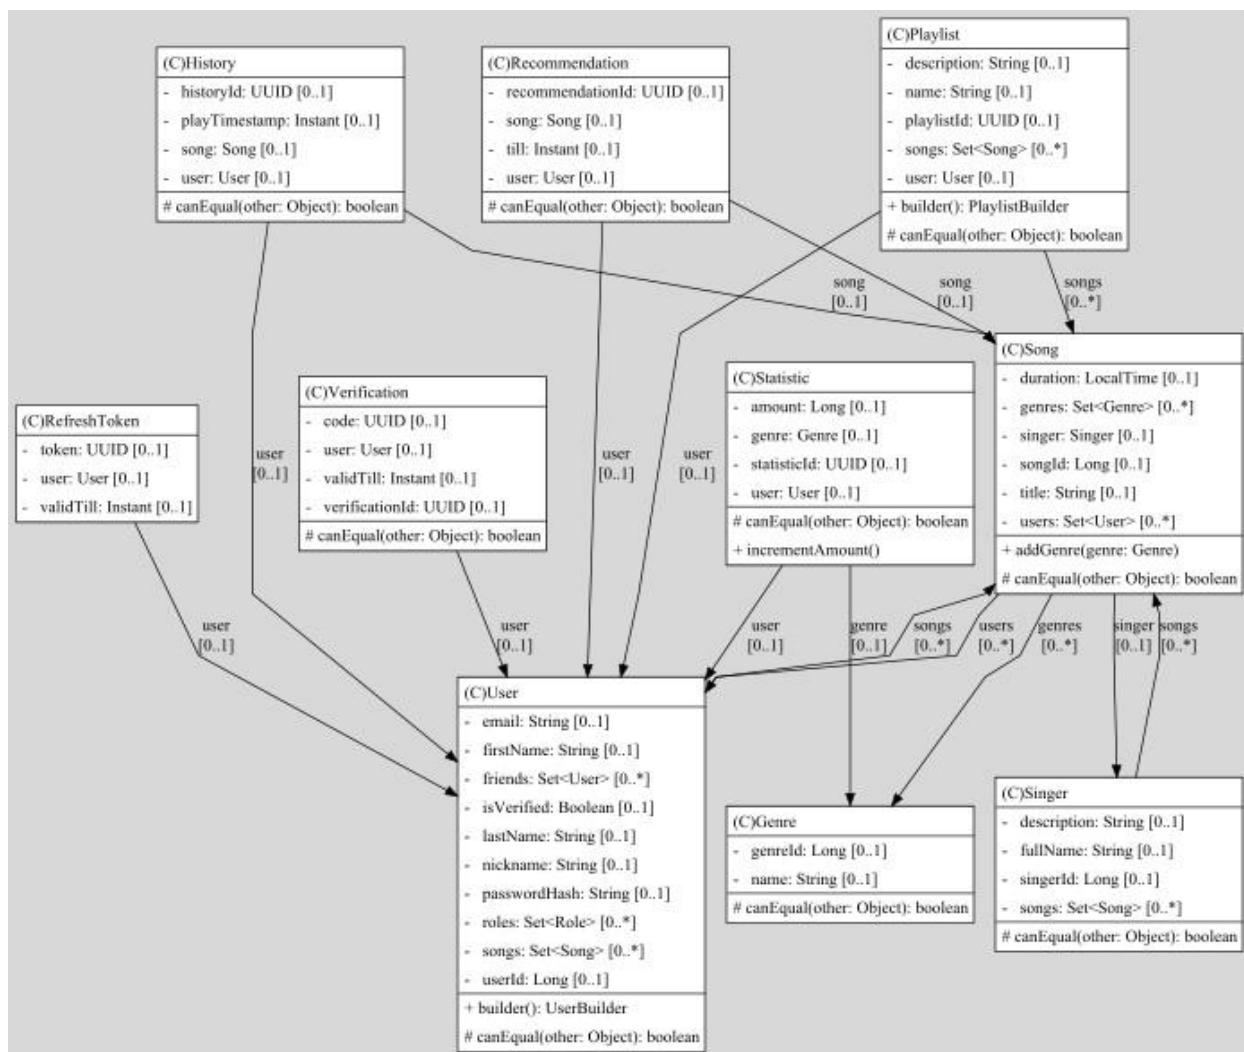 (C)History
- historyId: UUID [0..1]
- playTimestamp: Instant [0..1]
- song: Song [0..1]
- user: User [0..1]
# canEqual(other: Object): boolean
(C)Recommendation
- recommendationId: UUID [0..1]
- song: Song [0..1]
- till: Instant [0..1]
- user: User [0..1]
# canEqual(other: Object): boolean
(C)Playlist
- description: String [0..1]
- name: String [0..1]
- playlistId: UUID [0..1]
- songs: Set<Song> [0..*]
- user: User [0..1]
+ builder(): PlaylistBuilder
# canEqual(other: Object): boolean
song
[0..1]
song
[0..1]
songs
[0..*]
(C)RefreshToken
- token: UUID [0..1]
- user: User [0..1]
- validTill: Instant [0..1]
user
[0..1]
(C)Verification
- code: UUID [0..1]
- user: User [0..1]
- validTill: Instant [0..1]
- verificationId: UUID [0..1]
# canEqual(other: Object): boolean
user
[0..1]
user
[0..1]
(C)Statistic
- amount: Long [0..1]
- genre: Genre [0..1]
- statisticId: UUID [0..1]
- user: User [0..1]
# canEqual(other: Object): boolean
+ incrementAmount()
(C)Song
- duration: LocalTime [0..1]
- genres: Set<Genre> [0..*]
- singer: Singer [0..1]
- songId: Long [0..1]
- title: String [0..1]
- users: Set<User> [0..*]
+ addGenre(genre: Genre)
# canEqual(other: Object): boolean
user
[0..1]
user
[0..1]
user
[0..1]
genre
[0..1]
songs
[0..*]
users
[0..*]
genres
[0..*]
singer
[0..1]
songs
[0..*]
(C)User
- email: String [0..1]
- firstName: String [0..1]
- friends: Set<User> [0..*]
- isVerified: Boolean [0..1]
- lastName: String [0..1]
- nickname: String [0..1]
- passwordHash: String [0..1]
- roles: Set<Role> [0..*]
- songs: Set<Song> [0..*]
- userId: Long [0..1]
+ builder(): UserBuilder
# canEqual(other: Object): boolean
(C)Genre
- genreId: Long [0..1]
- name: String [0..1]
# canEqual(other: Object): boolean
(C)Singer
- description: String [0..1]
- fullName: String [0..1]
- singerId: Long [0..1]
- songs: Set<Song> [0..*]
# canEqual(other: Object): boolean